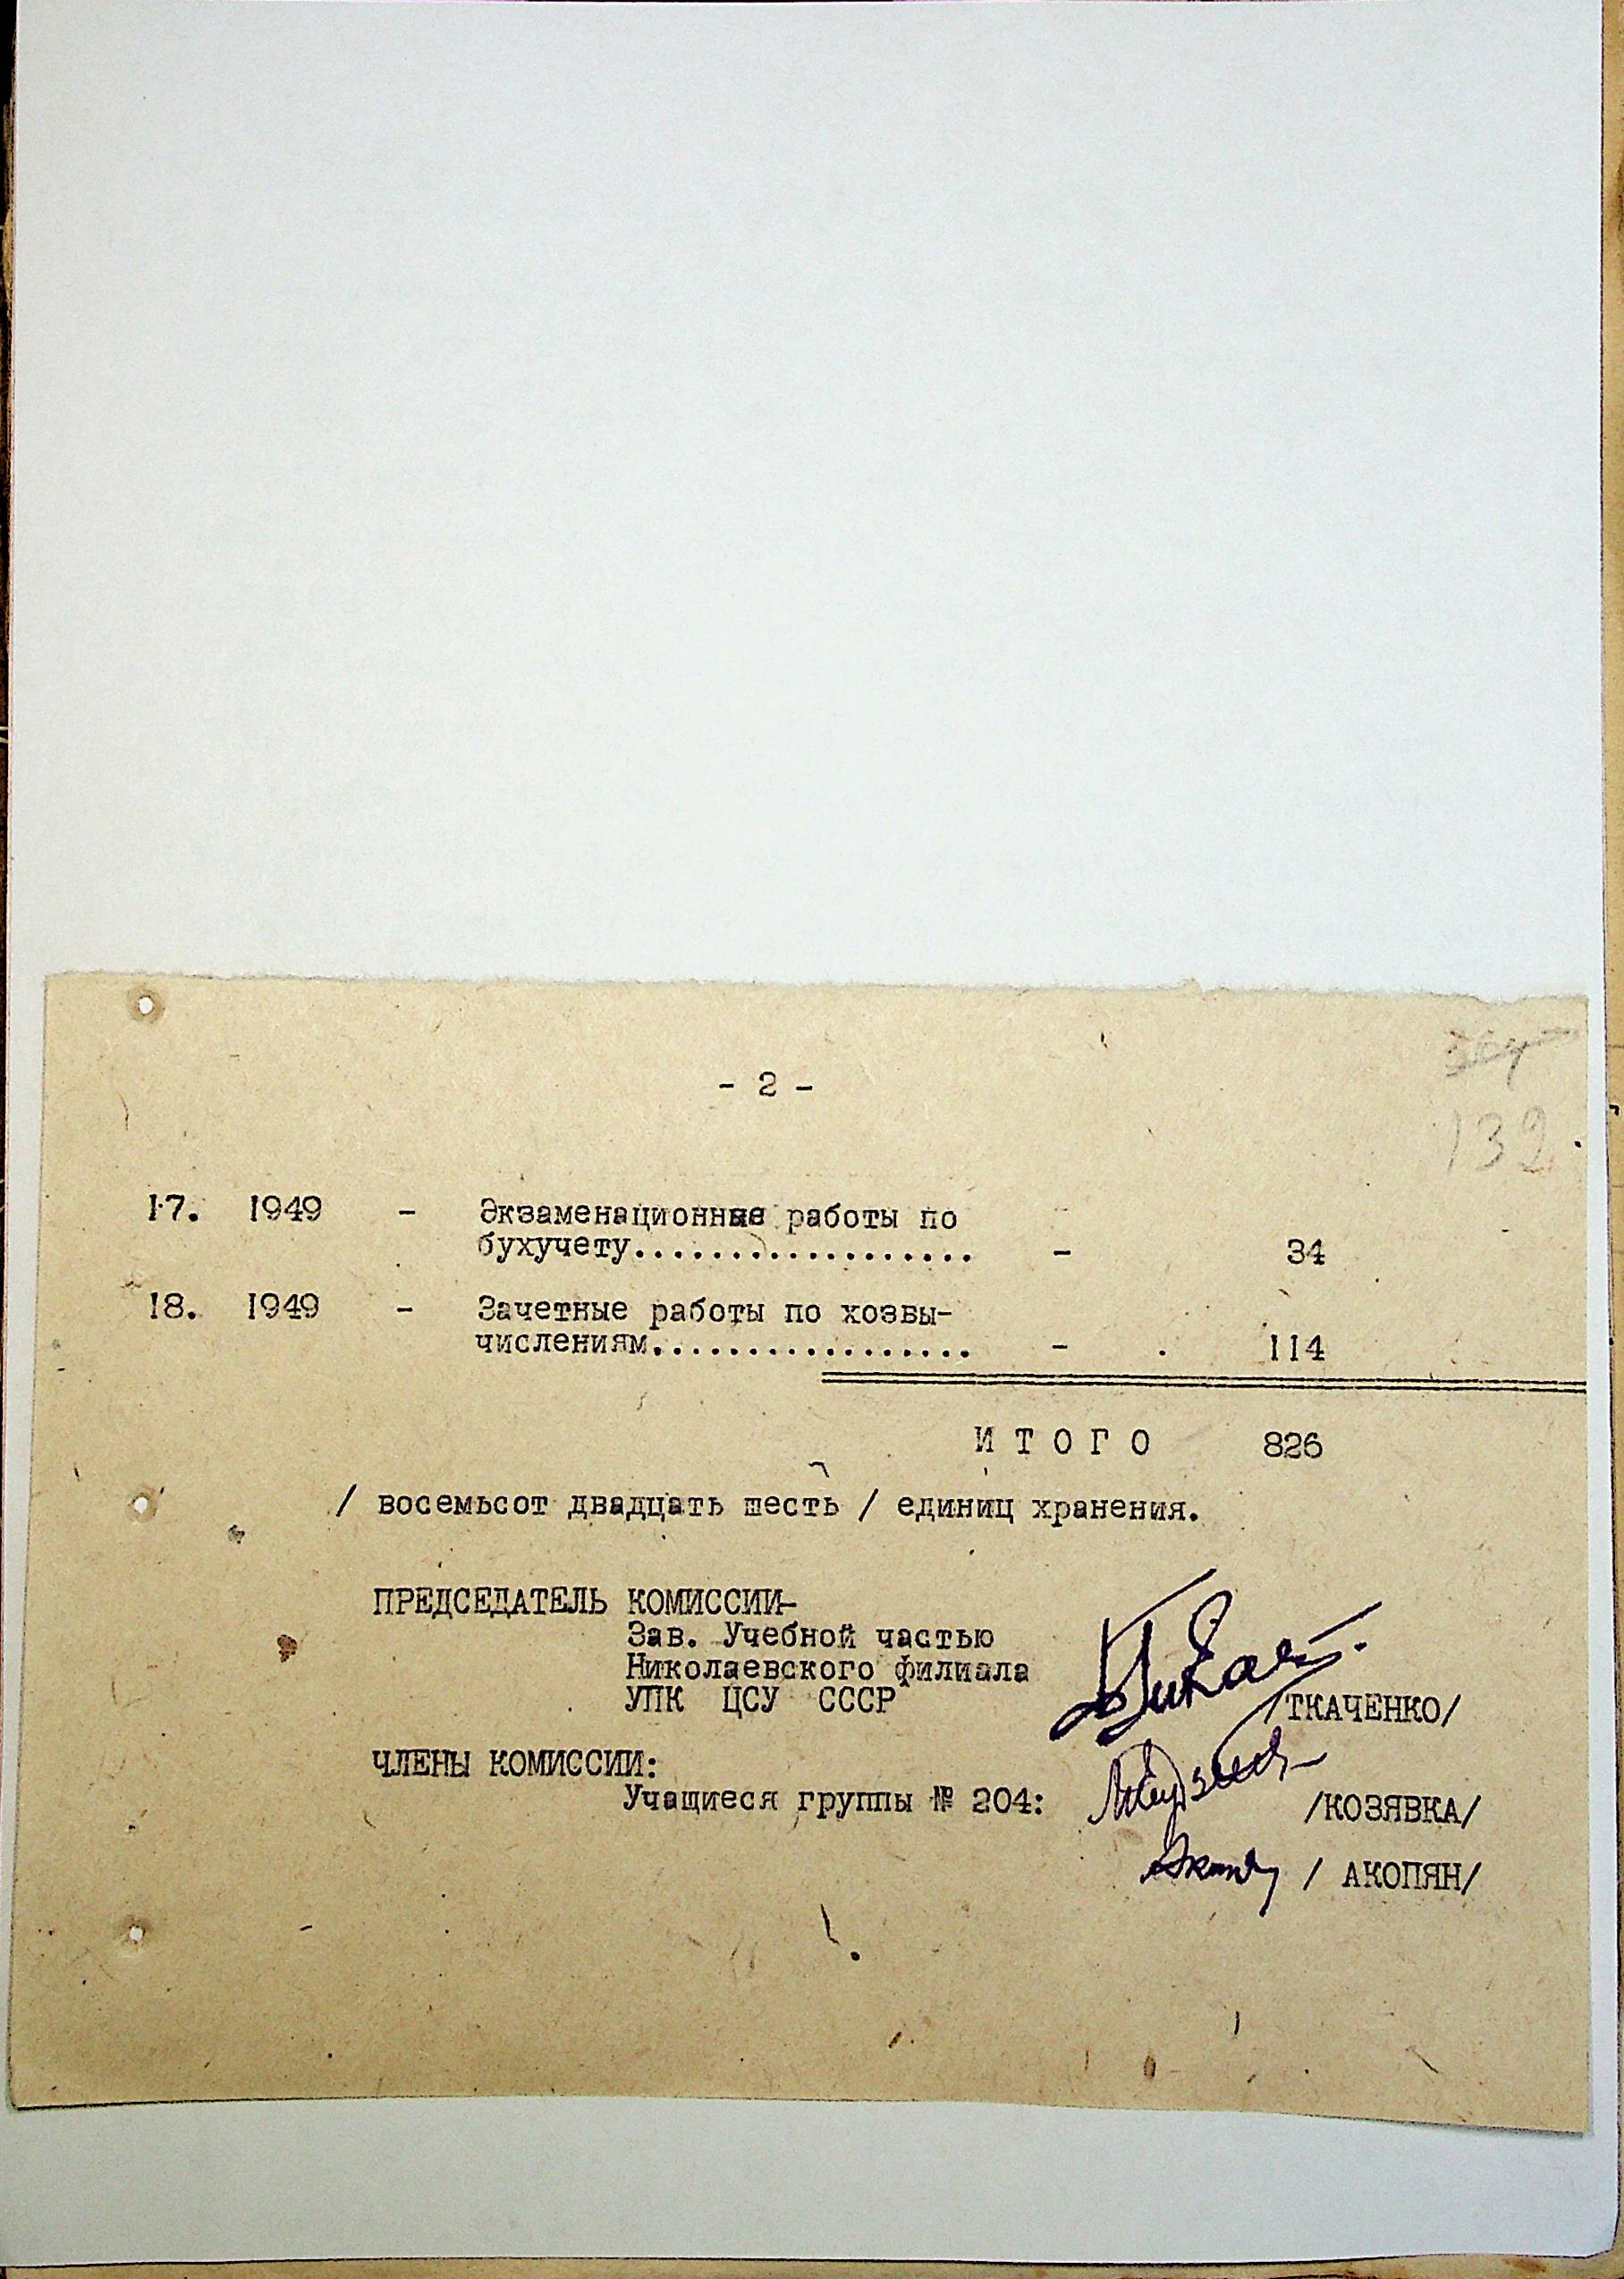 - 2 -
132
17. 1949 - Экзаменационные работы по
бухучету.................. - 34
18. 1949 - Зачетные работы по хозвы-
числениям................. - 114
И Т О Г О 826
/ восемьсот двадцать шесть / единиц хранения.
ПРЕДСЕДАТЕЛЬ КОМИССИИ-
Зав. Учебной частью
Николаевского филиала
УПК ЦСУ СССР /ТКАЧЕНКО/
ЧЛЕНЫ КОМИССИИ:
Учащиеся группы № 204: /КОЗЯВКА/
/ АКОПЯН/